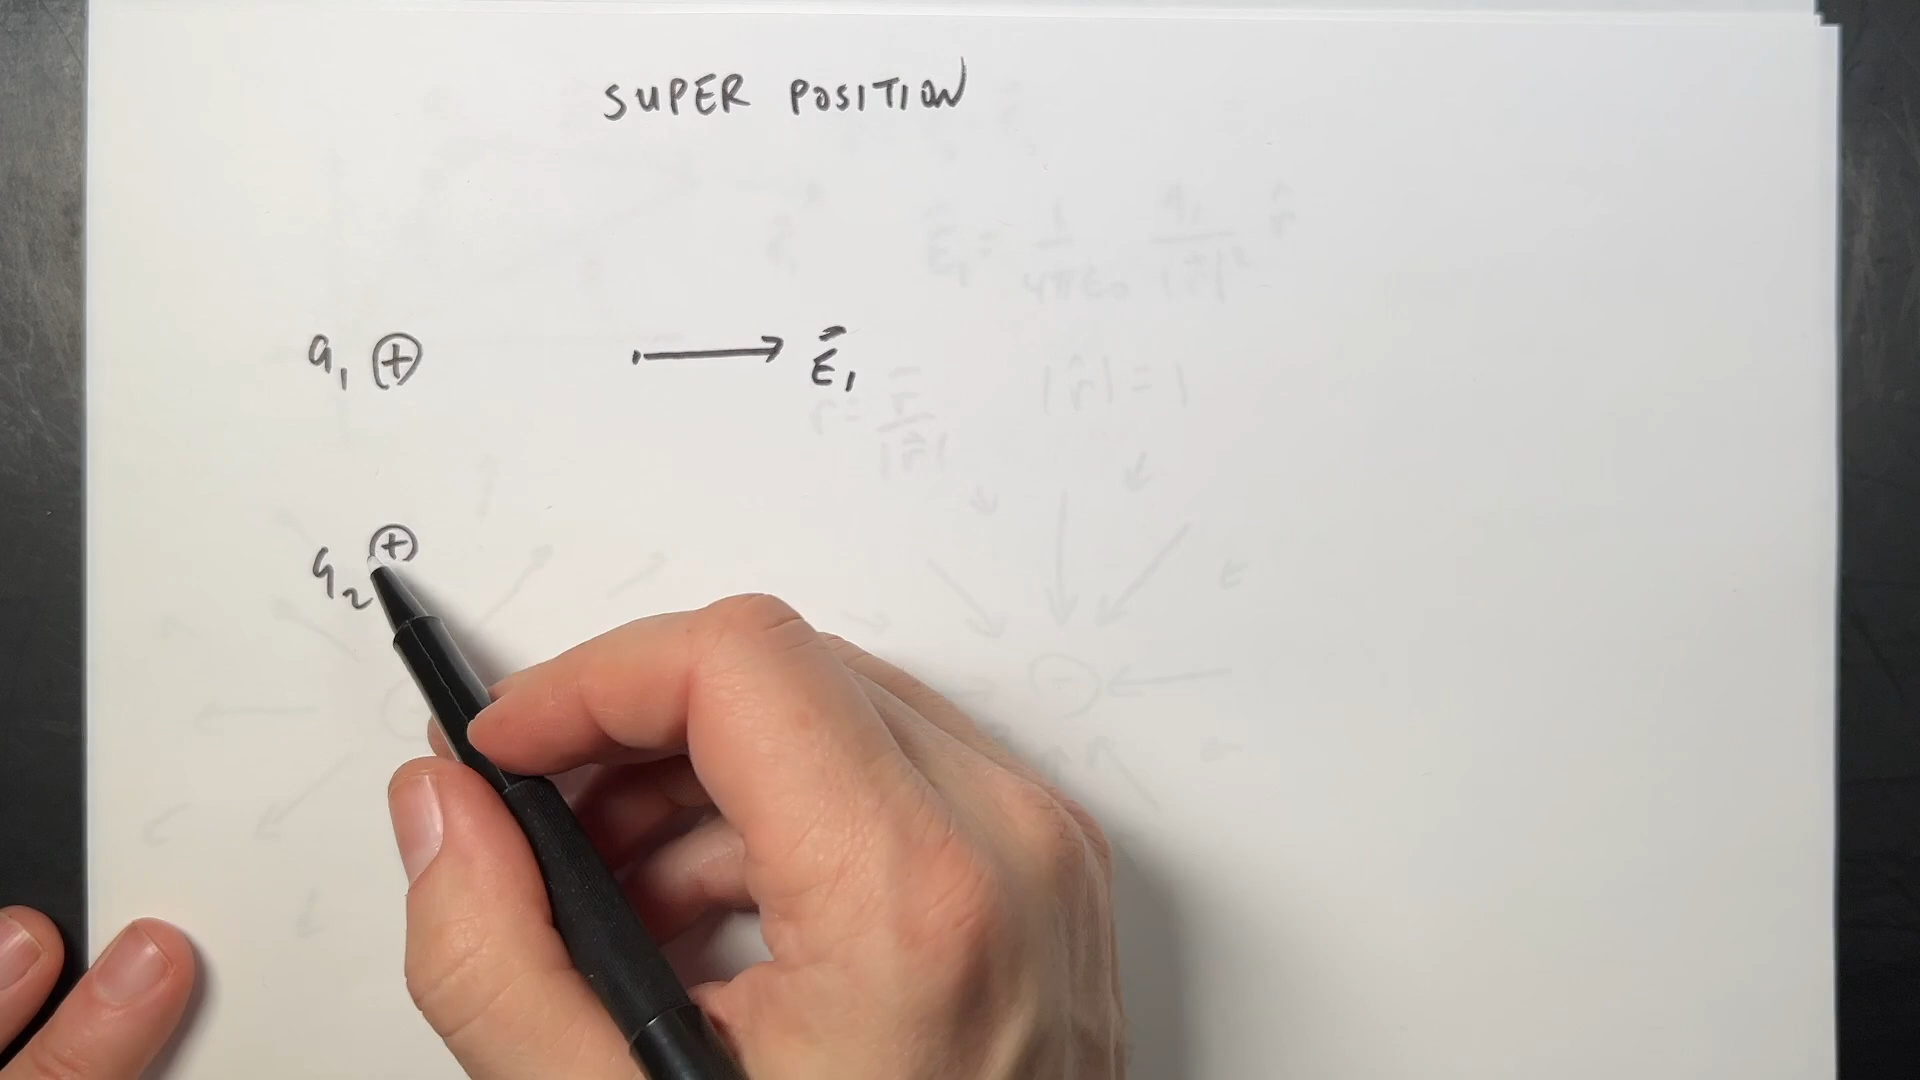 SUPER POSITION
q₁ ⊕ → E⃗₁
q₂ ⊕